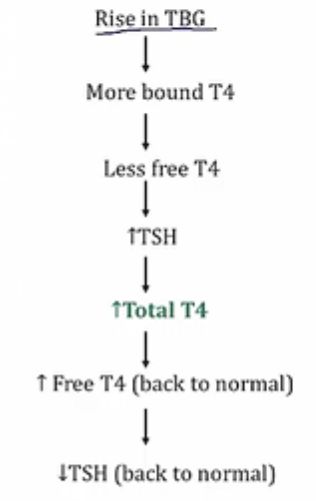 Rise in TBG
More bound T4
Less free T4
↑TSH
↑Total T4
↑ Free T4 (back to normal)
↓TSH (back to normal)